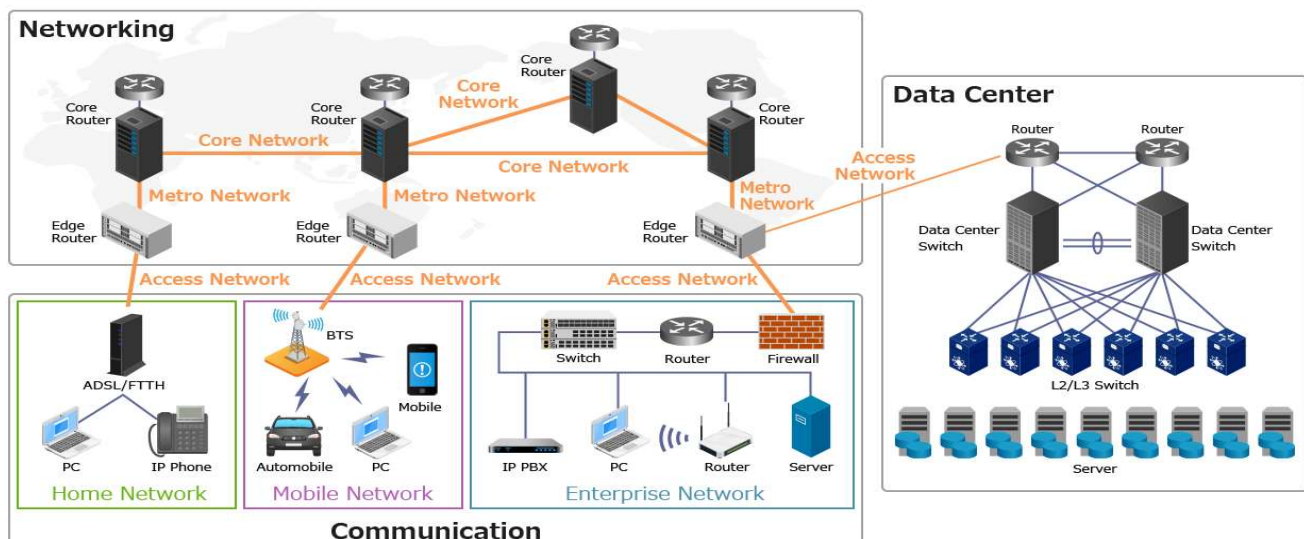 Networking
Core
Router
Core
Router
Core
Router
Core
Router
Core
Network
Core Network
Core Network
Metro Network
Metro Network
Metro
Network
Edge
Router
Edge
Router
Edge
Router
Access Network
Access Network
Access Network
Access
Network
ADSL/FTTH
PC
IP Phone
Home Network
BTS
Mobile
Automobile
PC
Mobile Network
Switch
Router
Firewall
IP PBX
PC
Router
Server
Enterprise Network
Communication
Data Center
Router
Router
Data Center
Switch
Data Center
Switch
L2/L3 Switch
Server